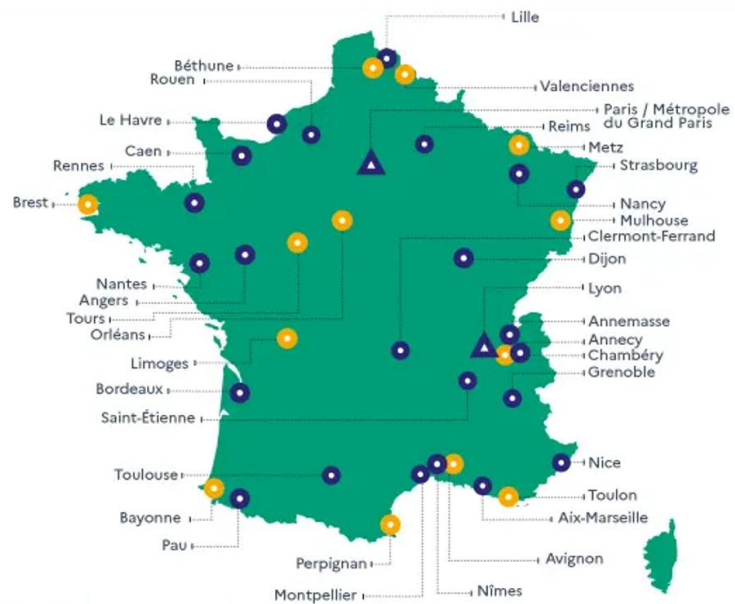 Lille
Béthune
Rouen
Valenciennes
Paris / Métropole
du Grand Paris
Le Havre
Reims
Metz
Caen
Strasbourg
Rennes
Brest
Nancy
Mulhouse
Clermont-Ferrand
Dijon
Nantes
Lyon
Angers
Tours
Annemasse
Orléans
Annecy
Chambéry
Limoges
Grenoble
Bordeaux
Saint-Étienne
Nice
Toulouse
Toulon
Bayonne
Aix-Marseille
Pau
Avignon
Perpignan
Nîmes
Montpellier